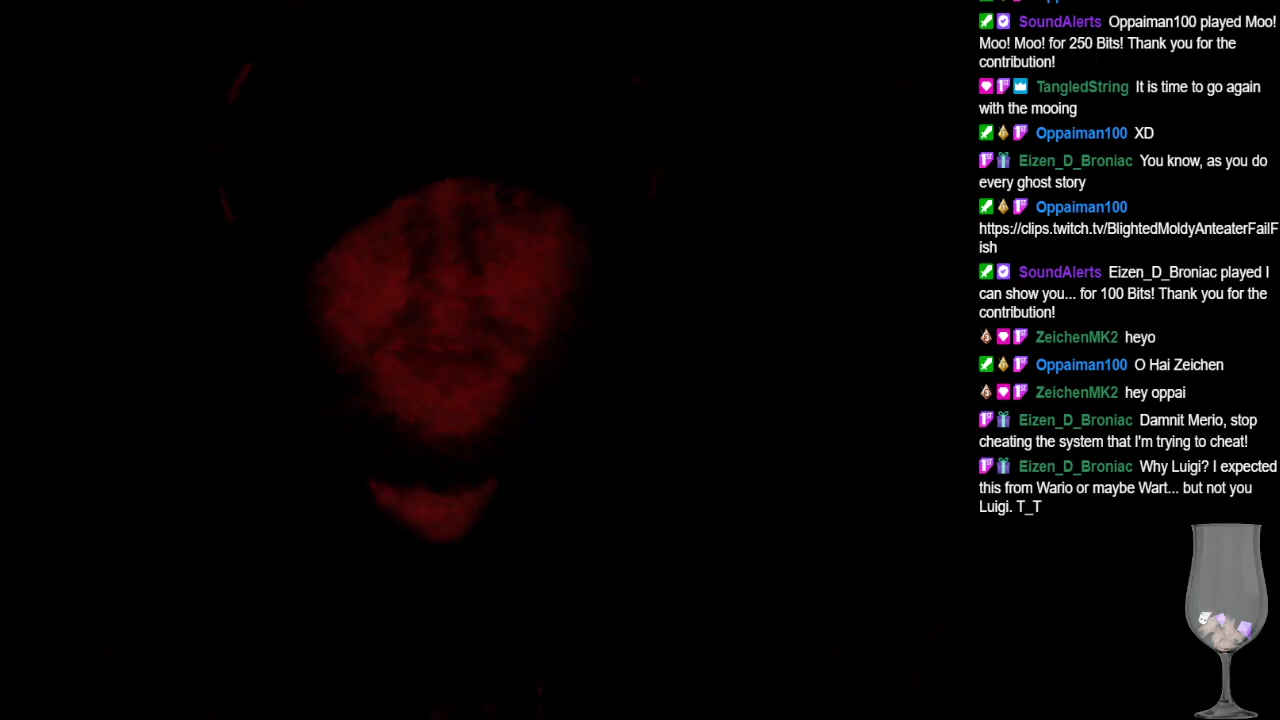 SoundAlerts Oppaiman100 played Moo!
Moo! Moo! for 250 Bits! Thank you for the
contribution!
TangledString It is time to go again
with the mooing
Oppaiman100 XD
Eizen_D_Broniac You know, as you do
every ghost story
Oppaiman100
https://clips.twitch.tv/BlightedMoldyAnteaterFailF
ish
SoundAlerts Eizen_D_Broniac played I
can show you... for 100 Bits! Thank you for the
contribution!
ZeichenMK2 heyo
Oppaiman100 O Hai Zeichen
ZeichenMK2 hey oppai
Eizen_D_Broniac Damnit Merio, stop
cheating the system that I'm trying to cheat!
Eizen_D_Broniac Why Luigi? I expected
this from Wario or maybe Wart... but not you
Luigi. T_T